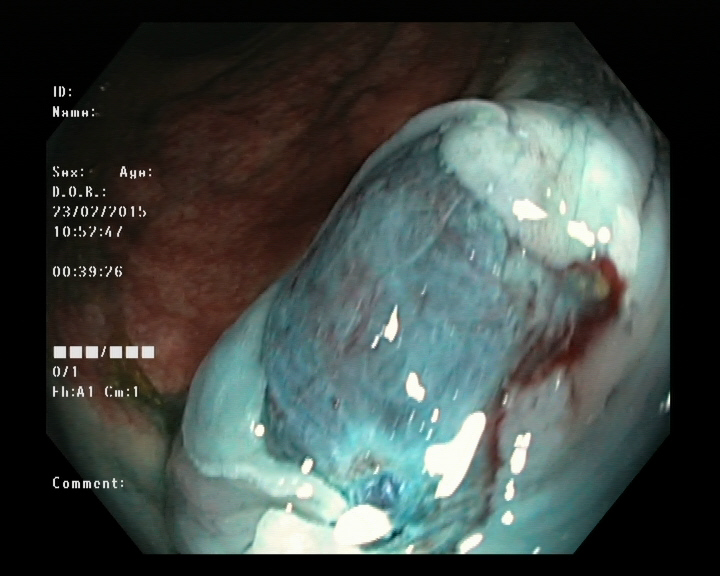 ID:
Name:
Sex: Age:
D.O.B.:
23/02/2015
10:52:47
00:39:26
■■■/■■■
0/1
Eh:A1 Cm:1
Comment: